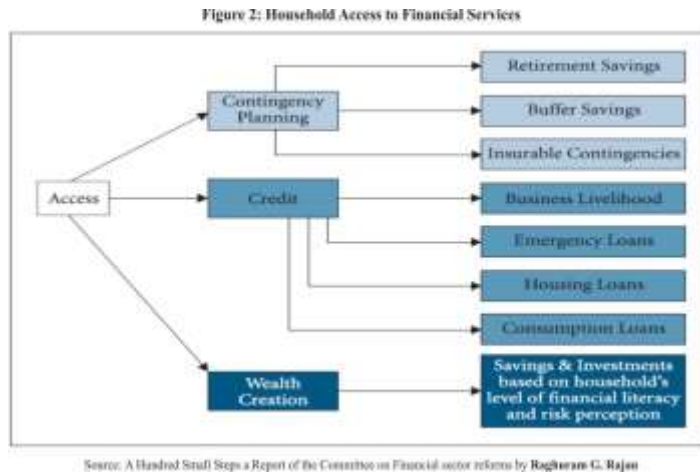 Figure 2: Household Access to Financial Services
Retirement Savings
Contingency
Planning
Buffer Savings
Insurable Contingencies
Access
Credit
Business Livelihood
Emergency Loans
Housing Loans
Consumption Loans
Wealth
Creation
Savings & Investments
based on household's
level of financial literacy
and risk perception
Source: A Hundred Small Steps a Report of the Committee on Financial sector reforms by Raghuram G. Rajan